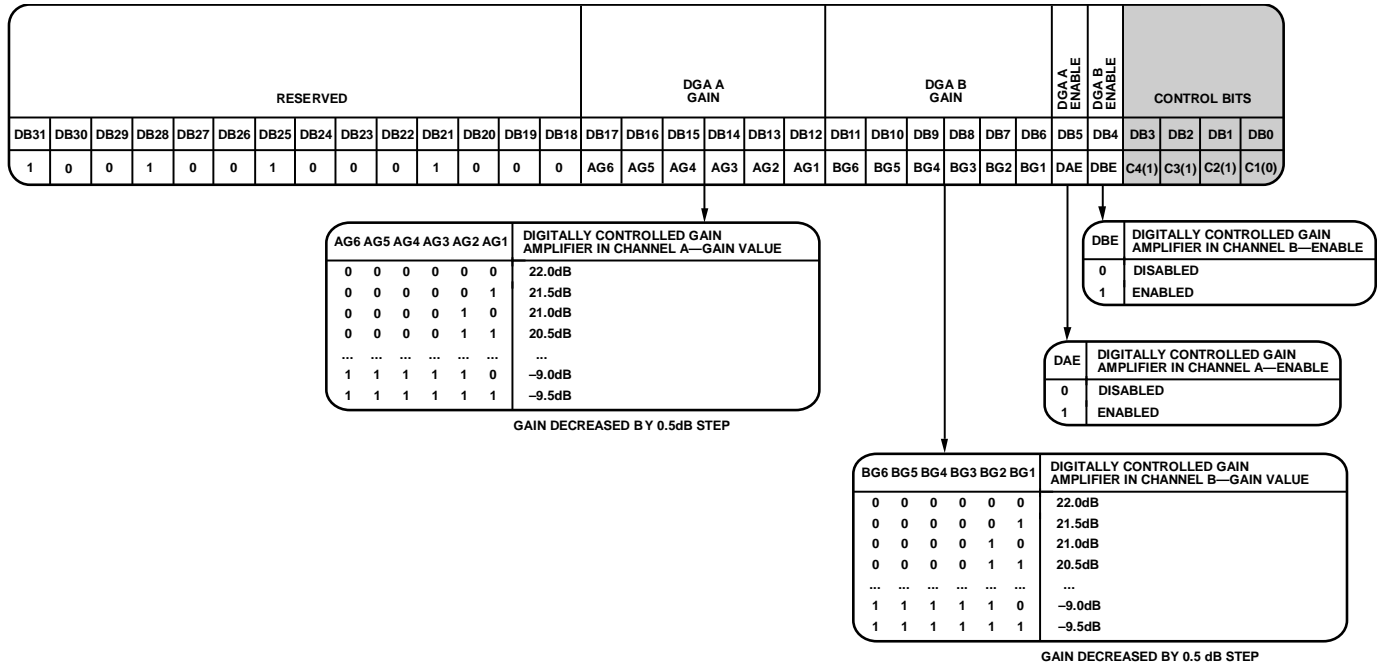 RESERVED
DGA A
GAIN
DGA B
GAIN
DGA A
ENABLE
DGA B
ENABLE
CONTROL BITS
DB31 DB30 DB29 DB28 DB27 DB26 DB25 DB24 DB23 DB22 DB21 DB20 DB19 DB18 DB17 DB16 DB15 DB14 DB13 DB12 DB11 DB10 DB9 DB8 DB7 DB6 DB5 DB4 DB3 DB2 DB1 DB0
1 0 0 1 0 0 1 0 0 0 1 0 0 0 AG6 AG5 AG4 AG3 AG2 AG1 BG6 BG5 BG4 BG3 BG2 BG1 DAE DBE C4(1) C3(1) C2(1) C1(0)
AG6 AG5 AG4 AG3 AG2 AG1 DIGITALLY CONTROLLED GAIN
AMPLIFIER IN CHANNEL A—GAIN VALUE
0 0 0 0 0 0 22.0dB
0 0 0 0 0 1 21.5dB
0 0 0 0 1 0 21.0dB
0 0 0 0 1 1 20.5dB
... ... ... ... ... ... ...
1 1 1 1 1 0 –9.0dB
1 1 1 1 1 1 –9.5dB
GAIN DECREASED BY 0.5dB STEP
DBE DIGITALLY CONTROLLED GAIN
AMPLIFIER IN CHANNEL B—ENABLE
0 DISABLED
1 ENABLED
DAE DIGITALLY CONTROLLED GAIN
AMPLIFIER IN CHANNEL A—ENABLE
0 DISABLED
1 ENABLED
BG6 BG5 BG4 BG3 BG2 BG1 DIGITALLY CONTROLLED GAIN
AMPLIFIER IN CHANNEL B—GAIN VALUE
0 0 0 0 0 0 22.0dB
0 0 0 0 0 1 21.5dB
0 0 0 0 1 0 21.0dB
0 0 0 0 1 1 20.5dB
... ... ... ... ... ... ...
1 1 1 1 1 0 –9.0dB
1 1 1 1 1 1 –9.5dB
GAIN DECREASED BY 0.5 dB STEP